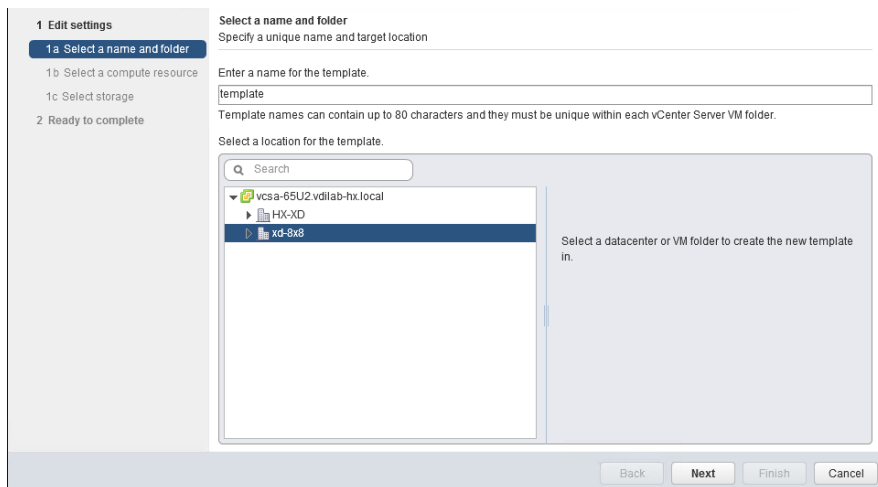 1 Edit settings
1a Select a name and folder
1b Select a compute resource
1c Select storage
2 Ready to complete
Select a name and folder
Specify a unique name and target location
Enter a name for the template.
template
Template names can contain up to 80 characters and they must be unique within each vCenter Server VM folder.
Select a location for the template.
Search
vcsa-65U2.vdilab-hx.local
HX-XD
xd-8x8
Select a datacenter or VM folder to create the new template
in.
Back
Next
Finish
Cancel